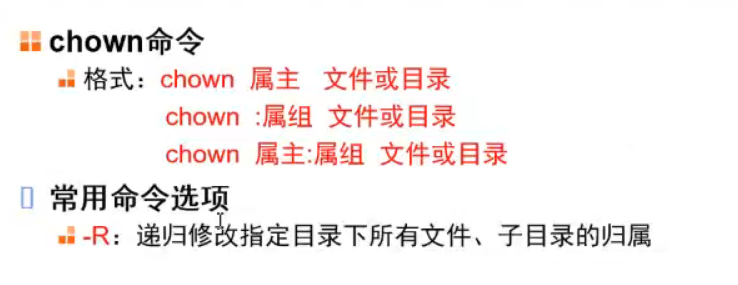 chown命令
格式：chown 属主 文件或目录
chown :属组 文件或目录
chown 属主:属组 文件或目录
常用命令选项
-R：递归修改指定目录下所有文件、子目录的归属